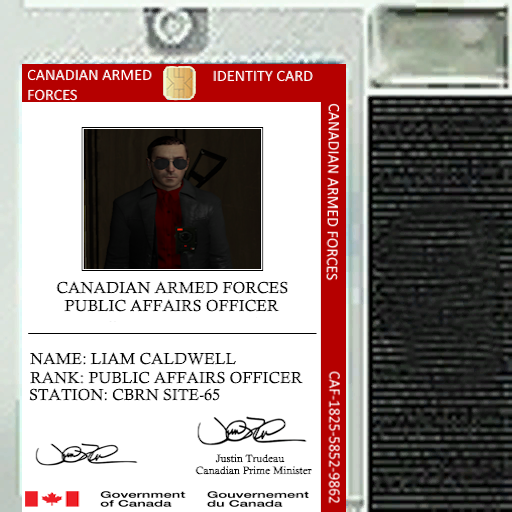 CANADIAN ARMED
FORCES
IDENTITY CARD
CANADIAN ARMED FORCES
CANADIAN ARMED FORCES
PUBLIC AFFAIRS OFFICER
NAME: LIAM CALDWELL
RANK: PUBLIC AFFAIRS OFFICER
STATION: CBRN SITE-65
CAF-1825-5852-9862
Justin Trudeau
Canadian Prime Minister
Government
of Canada
Gouvernement
du Canada